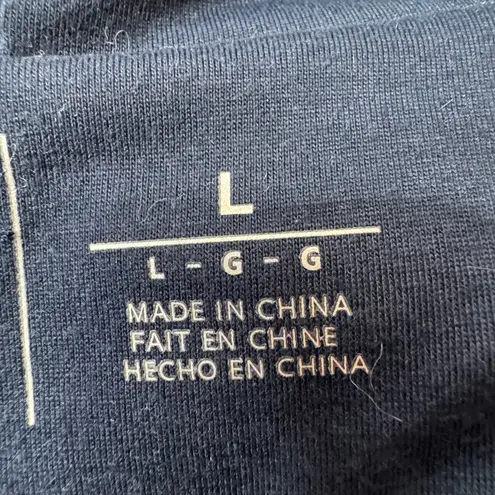 L
L - G - G
MADE IN CHINA
FAIT EN CHINE
HECHO EN CHINA